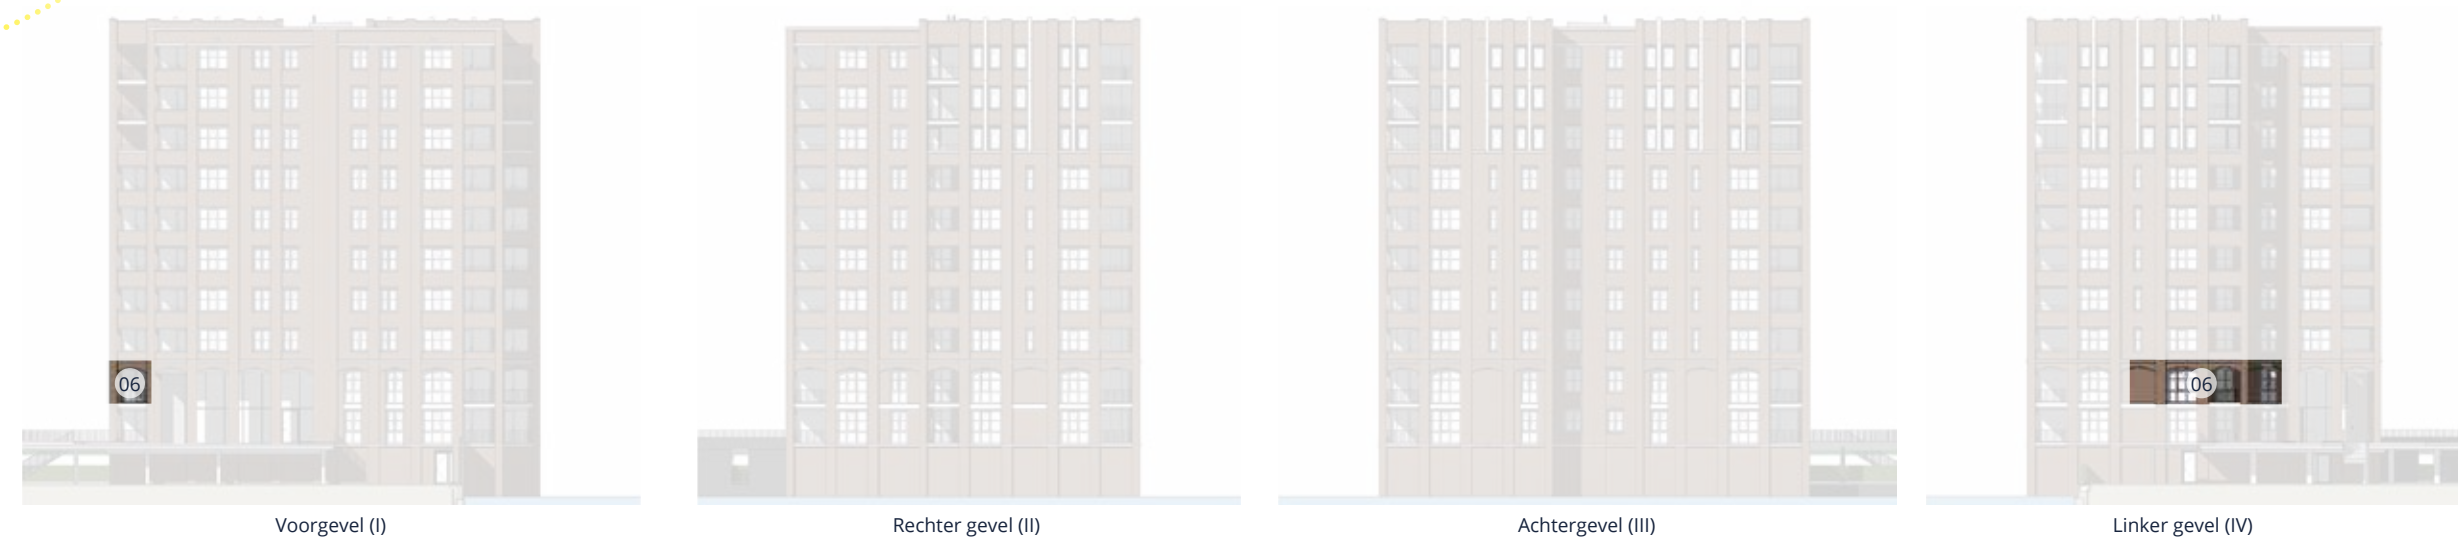 06
06
Voorgevel (I)
Rechter gevel (II)
Achtergevel (III)
Linker gevel (IV)